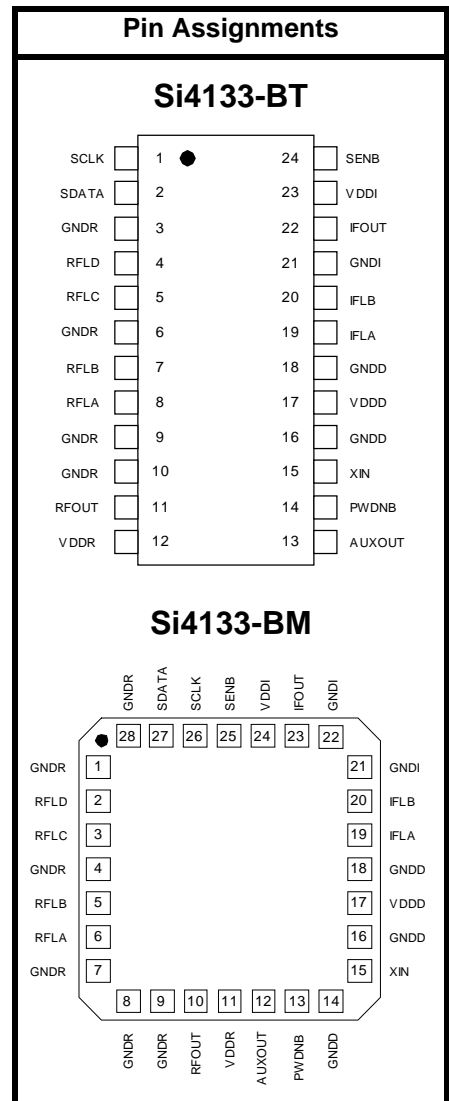 Pin Assignments
Si4133-BT
SCLK 1 24 SENB
SDATA 2 23 VDDI
GNDR 3 22 IFOUT
RFLD 4 21 GNDI
RFLC 5 20 IFLB
GNDR 6 19 IFLA
RFLB 7 18 GNDD
RFLA 8 17 VDDD
GNDR 9 16 GNDD
GNDR 10 15 XIN
RFOUT 11 14 PWDNB
VDDR 12 13 AUXOUT
Si4133-BM
GNDR SDATA SCLK SENB VDDI IFOUT GNDI
28 27 26 25 24 23 22
GNDR 1 21 GNDI
RFLD 2 20 IFLB
RFLC 3 19 IFLA
GNDR 4 18 GNDD
RFLB 5 17 VDDD
RFLA 6 16 GNDD
GNDR 7 15 XIN
8 9 10 11 12 13 14
GNDR GNDR RFOUT VDDR AUXOUT PWDNB GNDD